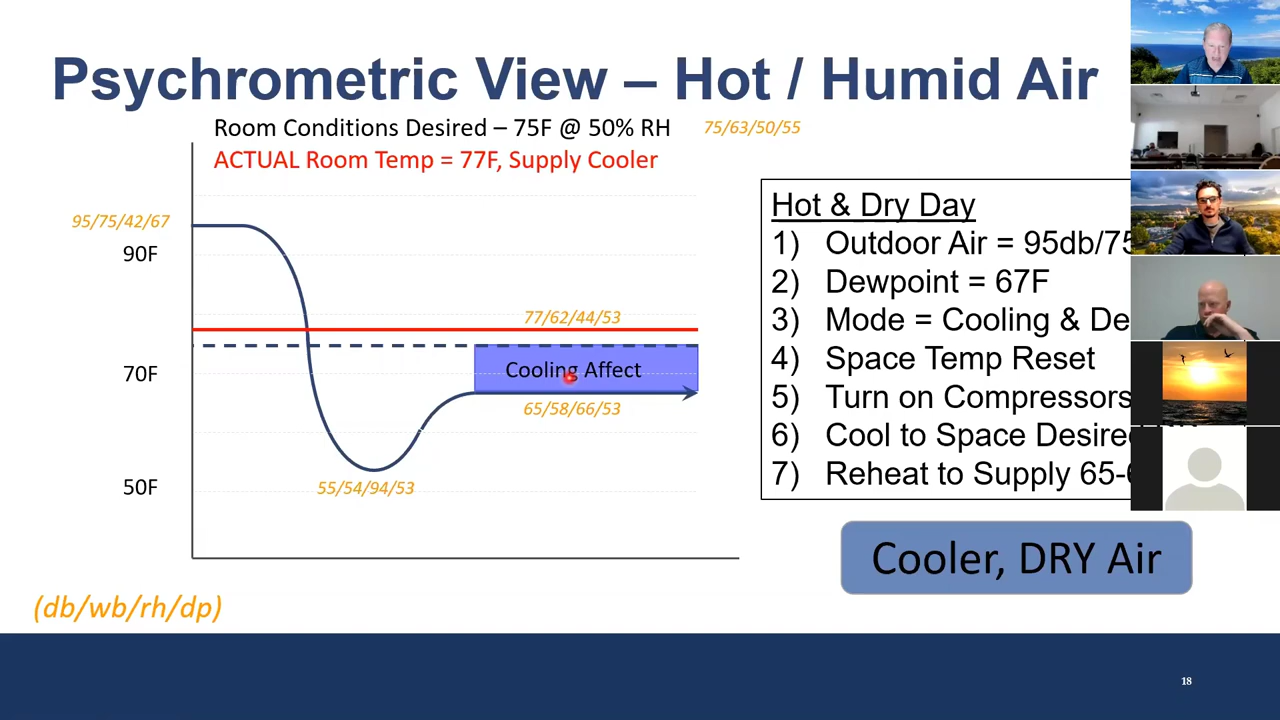 Psychrometric View – Hot / Humid Air
Room Conditions Desired – 75F @ 50% RH
75/63/50/55
ACTUAL Room Temp = 77F, Supply Cooler
95/75/42/67
90F
70F
50F
77/62/44/53
Cooling Affect
65/58/66/53
55/54/94/53
(db/wb/rh/dp)
Hot & Dry Day
1) Outdoor Air = 95db/75
2) Dewpoint = 67F
3) Mode = Cooling &
4) Space Temp Reset
5) Turn on Compressors
6) Cool to Space Desired
7) Reheat to Supply 65-
Cooler, DRY Air
18